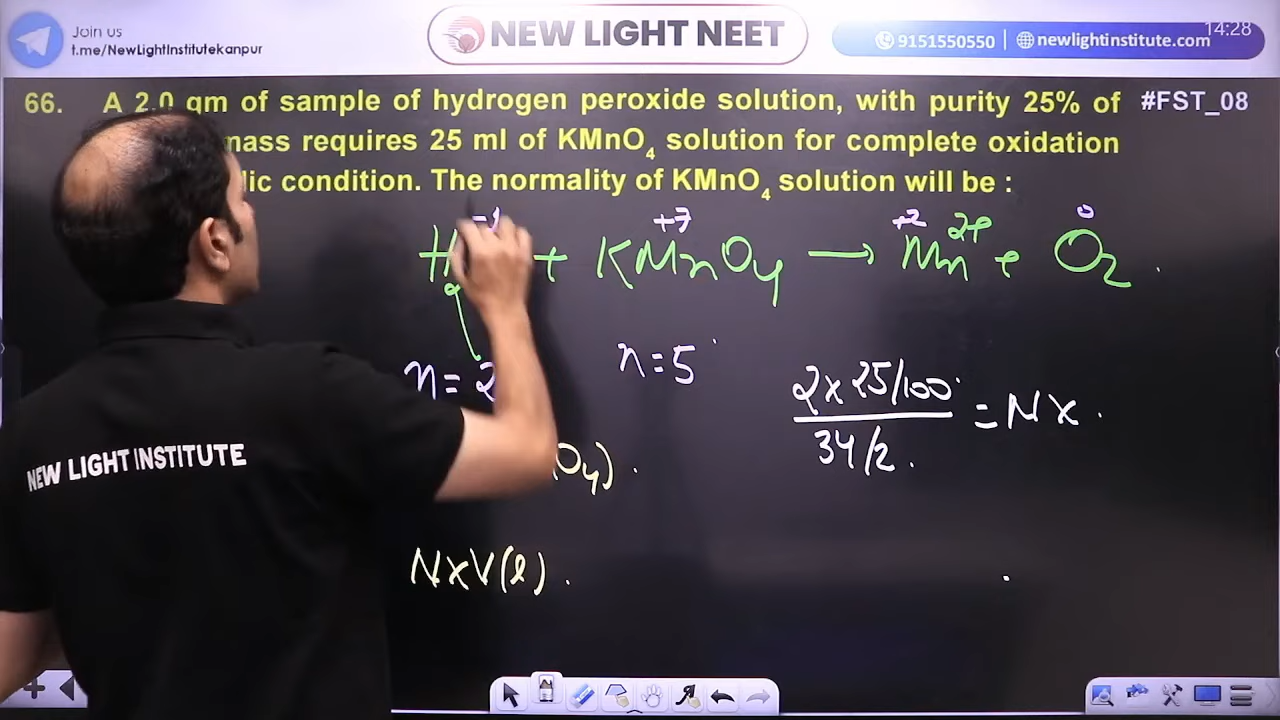 Join us
t.me/NewLightInstitutekanpur
NEW LIGHT NEET
9151550550 | newlightinstitute.com
14:28
66. A 2.0 gm of sample of hydrogen peroxide solution, with purity 25% of #FST_08
mass requires 25 ml of KMnO₄ solution for complete oxidation
condition. The normality of KMnO₄ solution will be :
+7 +2 0
H + KMnO₄ → Mn²⁺ + O₂
n=2 n=5
2×25/100
34/2
= N×
O₄)
N×V(l).
NEW LIGHT INSTITUTE